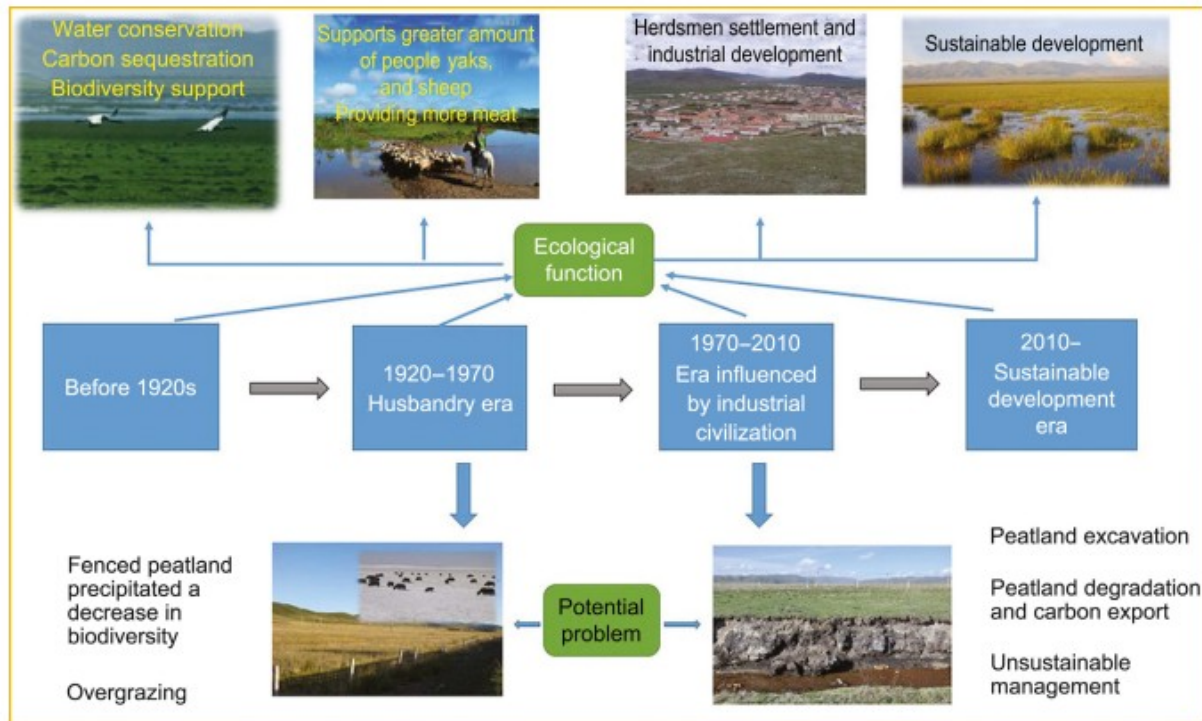 Water conservation
Carbon sequestration
Biodiversity support
Supports greater amount
of people yaks,
and sheep
Providing more meat
Herdsmen settlement and
industrial development
Sustainable development
Ecological
function
Before 1920s
1920–1970
Husbandry era
1970–2010
Era influenced
by industrial
civilization
2010–
Sustainable
development
era
Fenced peatland
precipitated a
decrease in
biodiversity
Overgrazing
Potential
problem
Peatland excavation
Peatland degradation
and carbon export
Unsustainable
management